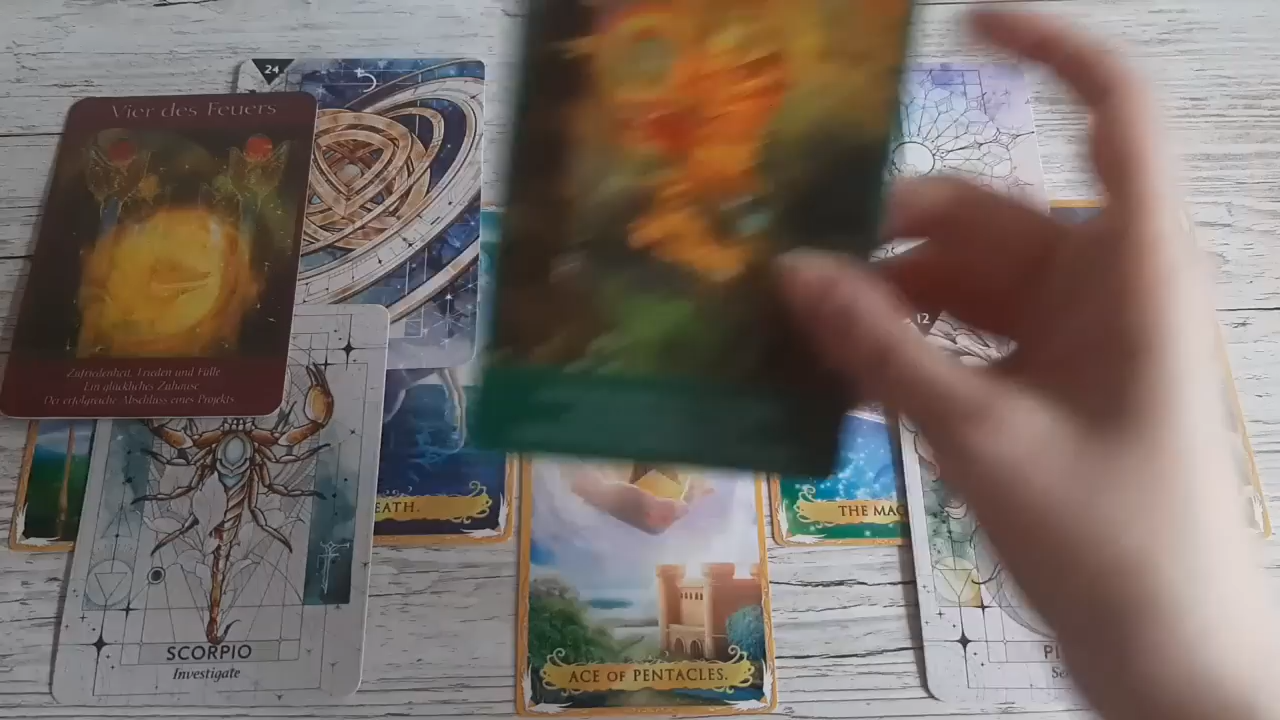 24
Vier des Feuers
Zufriedenheit, Frieden und Fülle
Ein glückliches Zuhause
Der erfolgreiche Abschluss eines Projekts
12
EATH.
THE MAG
SCORPIO
Investigate
ACE OF PENTACLES.
PI
Se